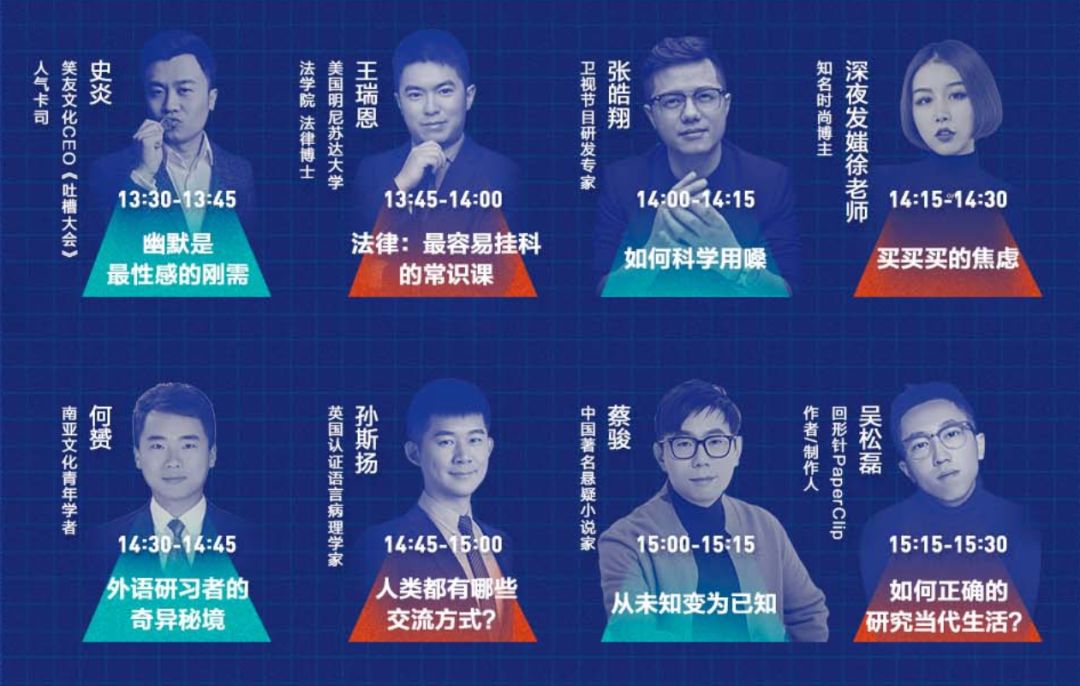 史炎
笑友文化CEO《吐槽大会》
人气卡司
13:30-13:45
幽默是
最性感的刚需
王瑞恩
美国明尼苏达大学
法学院 法律博士
13:45-14:00
法律：最容易挂科
的常识课
张皓翔
卫视节目研发专家
14:00-14:15
如何科学用嗓
深夜发媸徐老师
知名时尚博主
14:15-14:30
买买买的焦虑
何赟
南亚文化青年学者
14:30-14:45
外语研习者的
奇异秘境
孙斯扬
英国认证语言病理学家
14:45-15:00
人类都有哪些
交流方式？
蔡骏
中国著名悬疑小说家
15:00-15:15
从未知变为已知
吴松磊
回形针PaperClip
作者/制作人
15:15-15:30
如何正确的
研究当代生活？